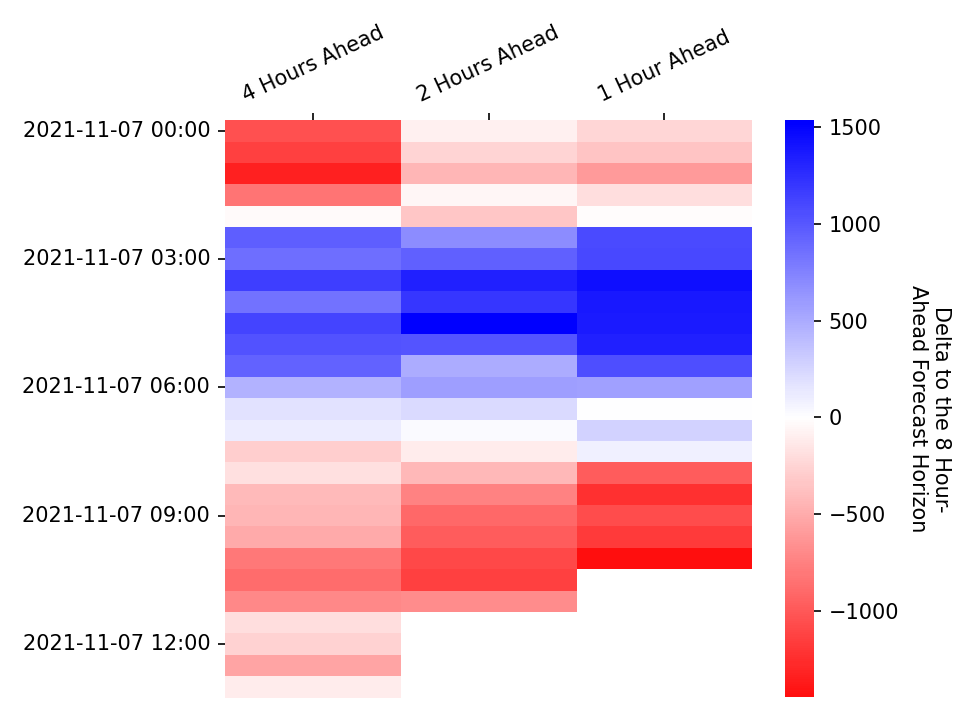 4 Hours Ahead
2 Hours Ahead
1 Hour Ahead
2021-11-07 00:00
2021-11-07 03:00
2021-11-07 06:00
2021-11-07 09:00
2021-11-07 12:00
1500
1000
500
0
−500
−1000
Delta to the 8 Hour-
Ahead Forecast Horizon